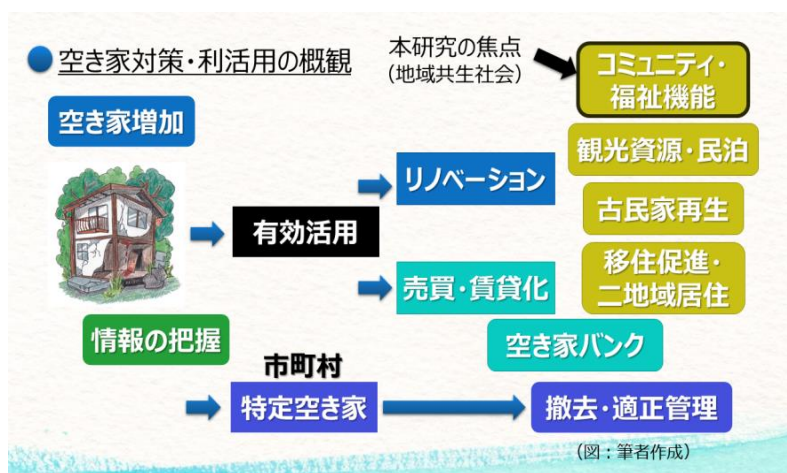 ● 空き家対策・利活用の概観
本研究の焦点
(地域共生社会)
コミュニティ・
福祉機能
空き家増加
観光資源・民泊
リノベーション
有効活用
古民家再生
売買・賃貸化
移住促進・
二地域居住
情報の把握
空き家バンク
市町村
特定空き家
撤去・適正管理
(図：筆者作成)